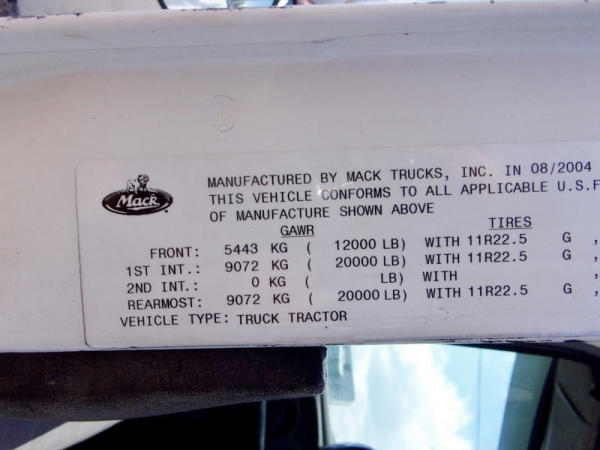 Mack
MANUFACTURED BY MACK TRUCKS, INC. IN 08/2004
THIS VEHICLE CONFORMS TO ALL APPLICABLE U.S.F
OF MANUFACTURE SHOWN ABOVE
GAWR TIRES
FRONT: 5443 KG ( 12000 LB) WITH 11R22.5 G ,
1ST INT.: 9072 KG ( 20000 LB) WITH 11R22.5 G ,
2ND INT.: 0 KG ( LB) WITH ,
REARMOST: 9072 KG ( 20000 LB) WITH 11R22.5 G ,
VEHICLE TYPE: TRUCK TRACTOR